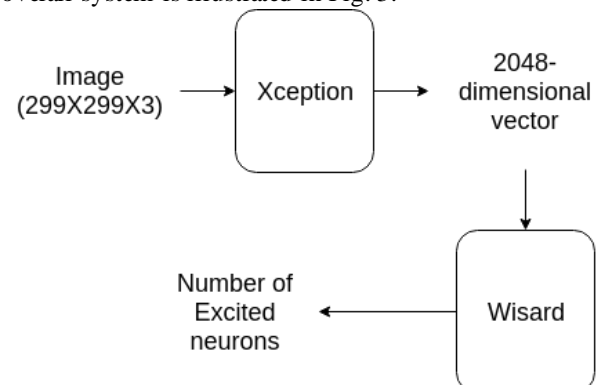 overall system is illustrated in Fig. 3.
Image
(299X299X3)
Xception
2048-
dimensional
vector
Wisard
Number of
Excited
neurons